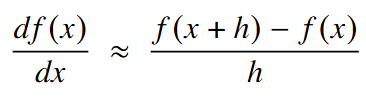 df(x)/dx ≈ (f(x + h) − f(x))/h